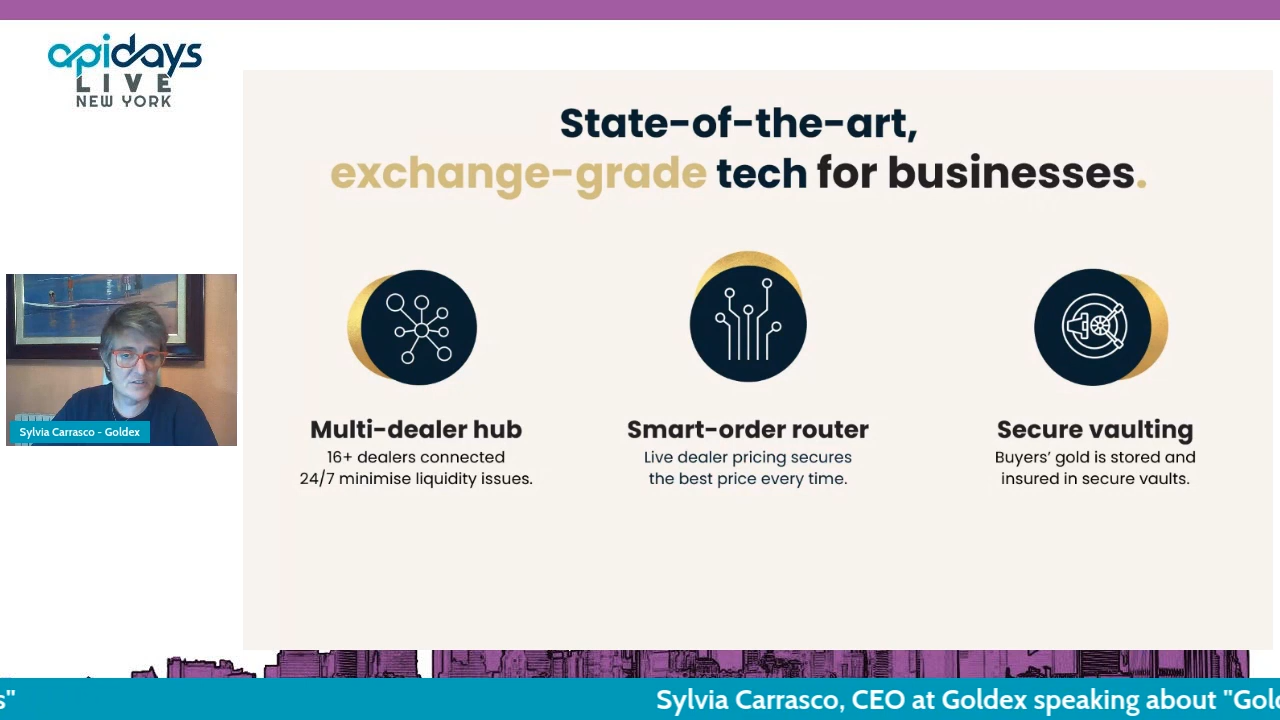 apidays
LIVE
NEW YORK
State-of-the-art,
exchange-grade tech for businesses.
Sylvia Carrasco - Goldex
Multi-dealer hub
16+ dealers connected
24/7 minimise liquidity issues.
Smart-order router
Live dealer pricing secures
the best price every time.
Secure vaulting
Buyers' gold is stored and
insured in secure vaults.
s" Sylvia Carrasco, CEO at Goldex speaking about "Gold